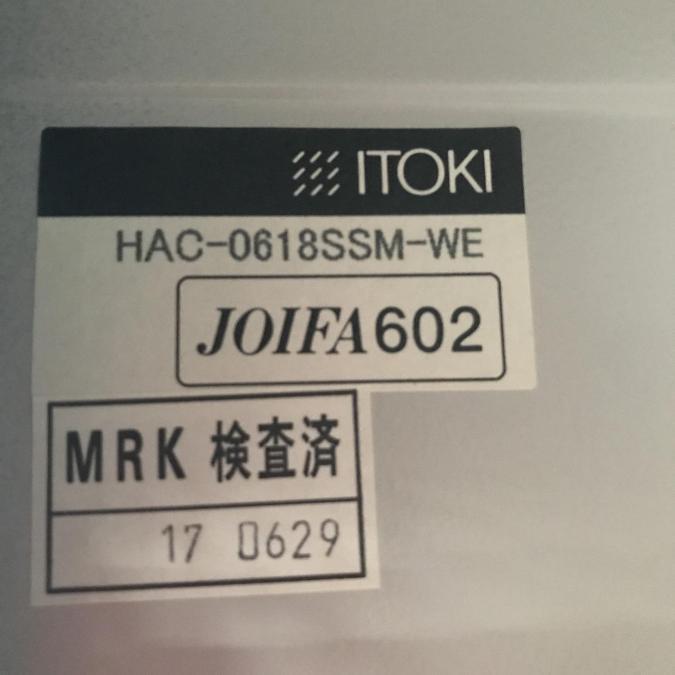 ITOKI
HAC-0618SSM-WE
JOIFA602
MRK 検査済
17 0629